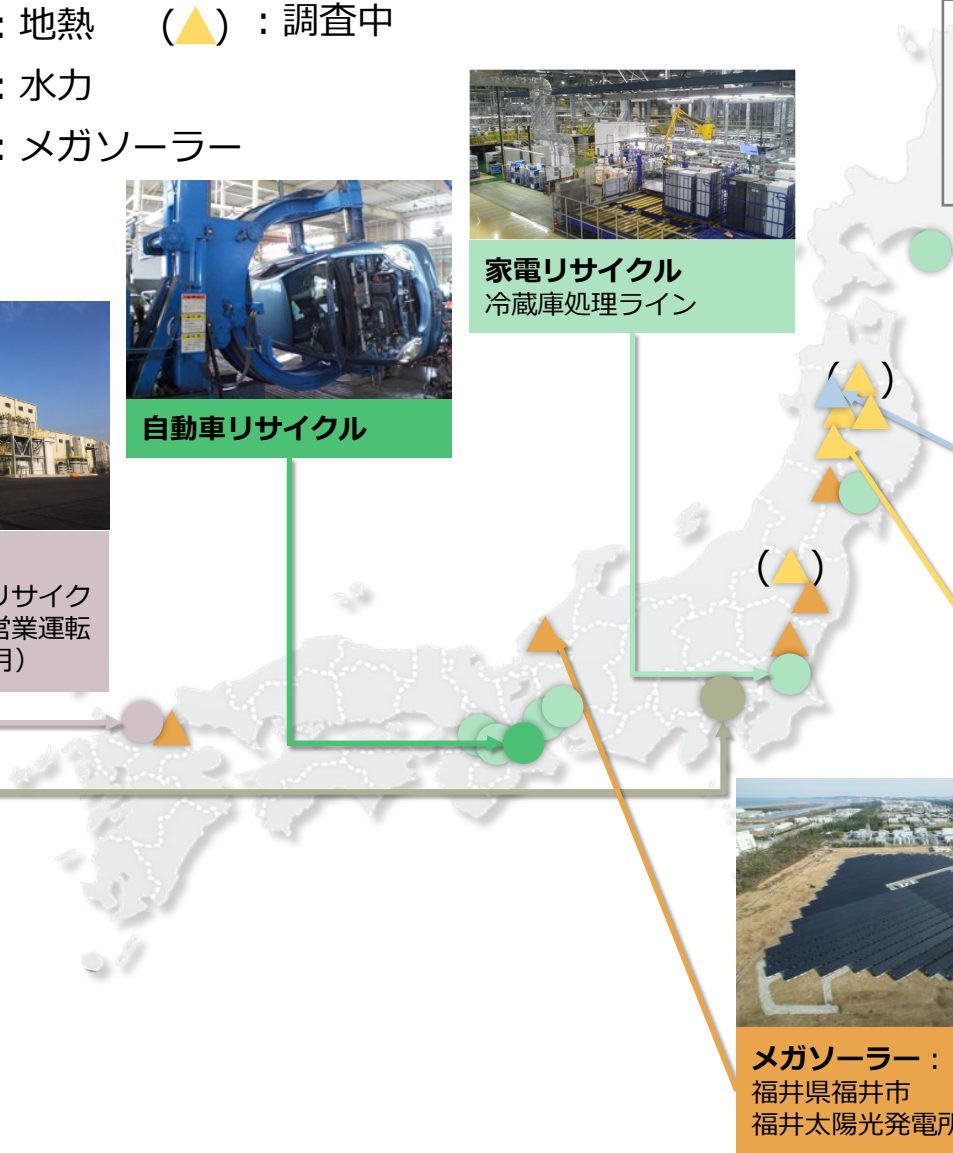 ：地熱 (▲)：調査中
：水力
：メガソーラー
家電リサイクル
冷蔵庫処理ライン
自動車リサイクル
リサイク
営業運転
月）
( )
( )
メガソーラー：
福井県福井市
福井太陽光発電所